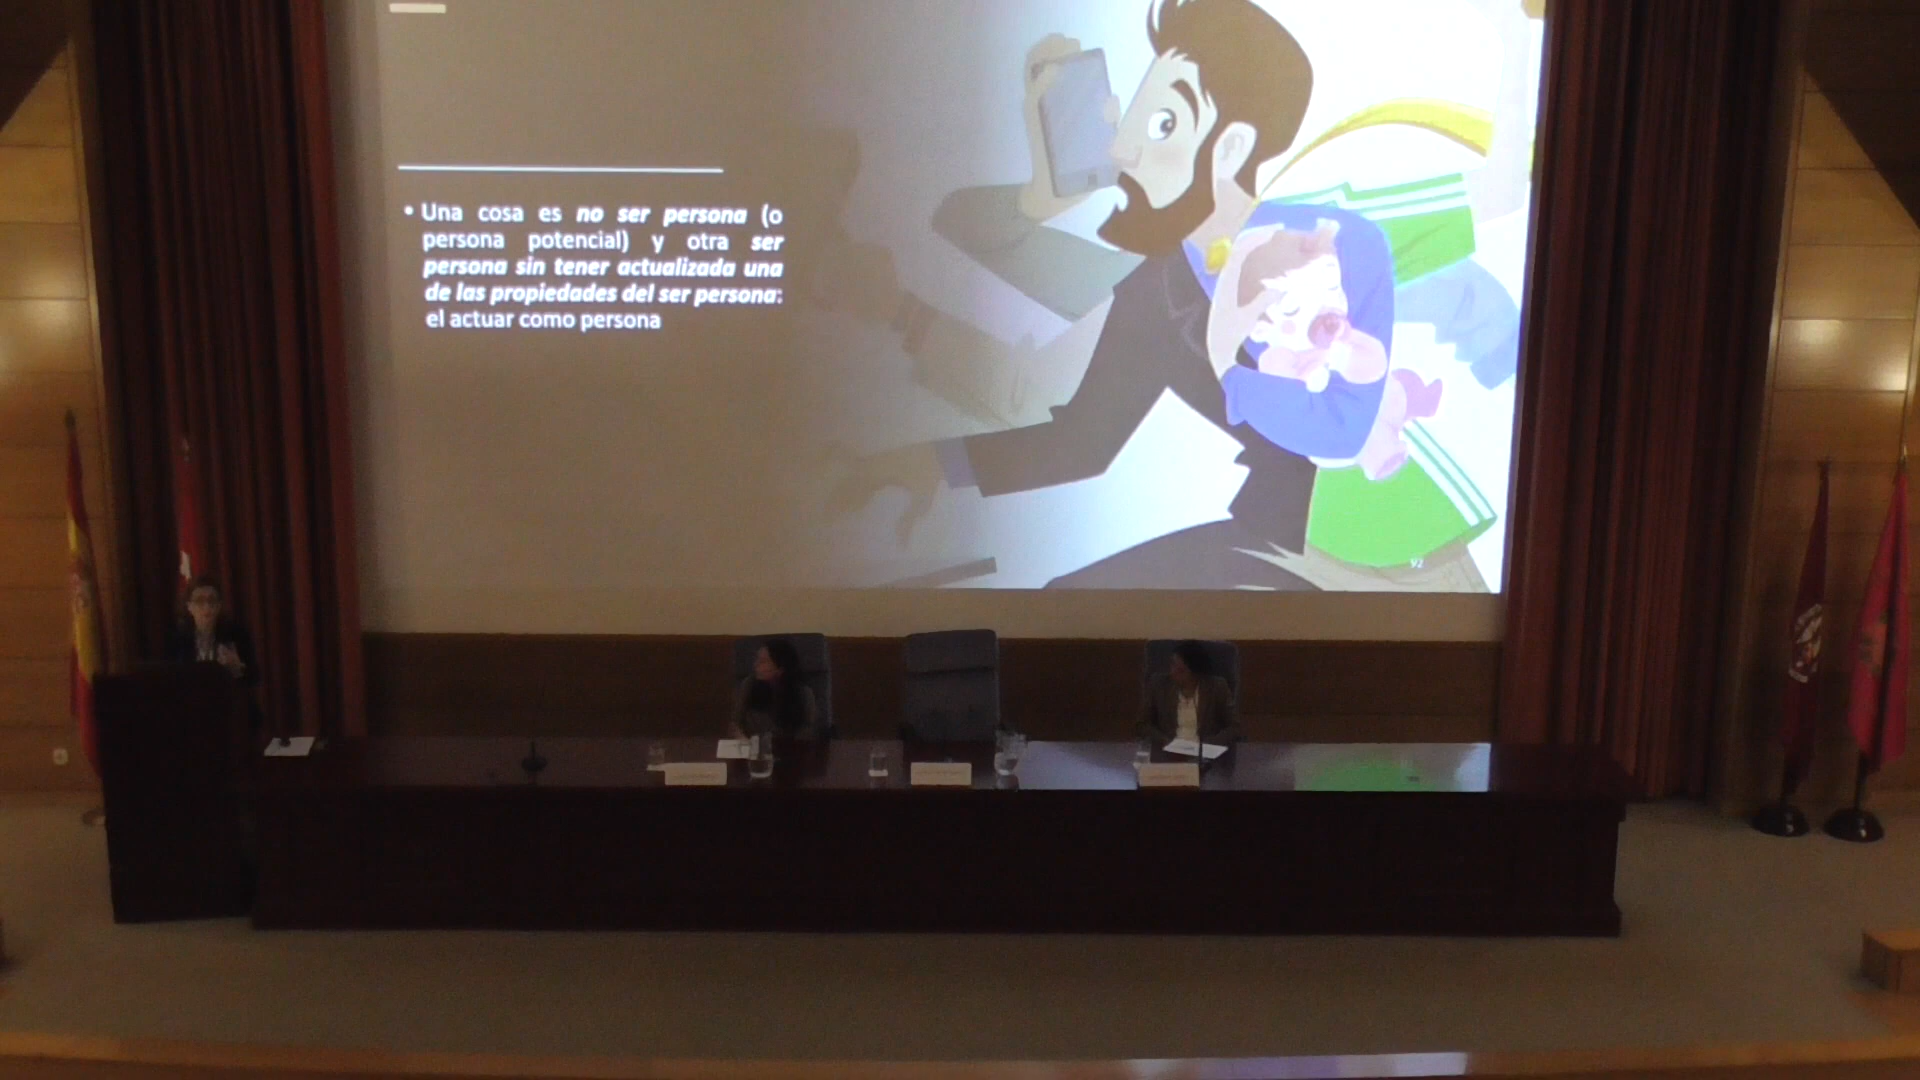 • Una cosa es no ser persona (o
persona potencial) y otra ser
persona sin tener actualizada una
de las propiedades del ser persona:
el actuar como persona
92